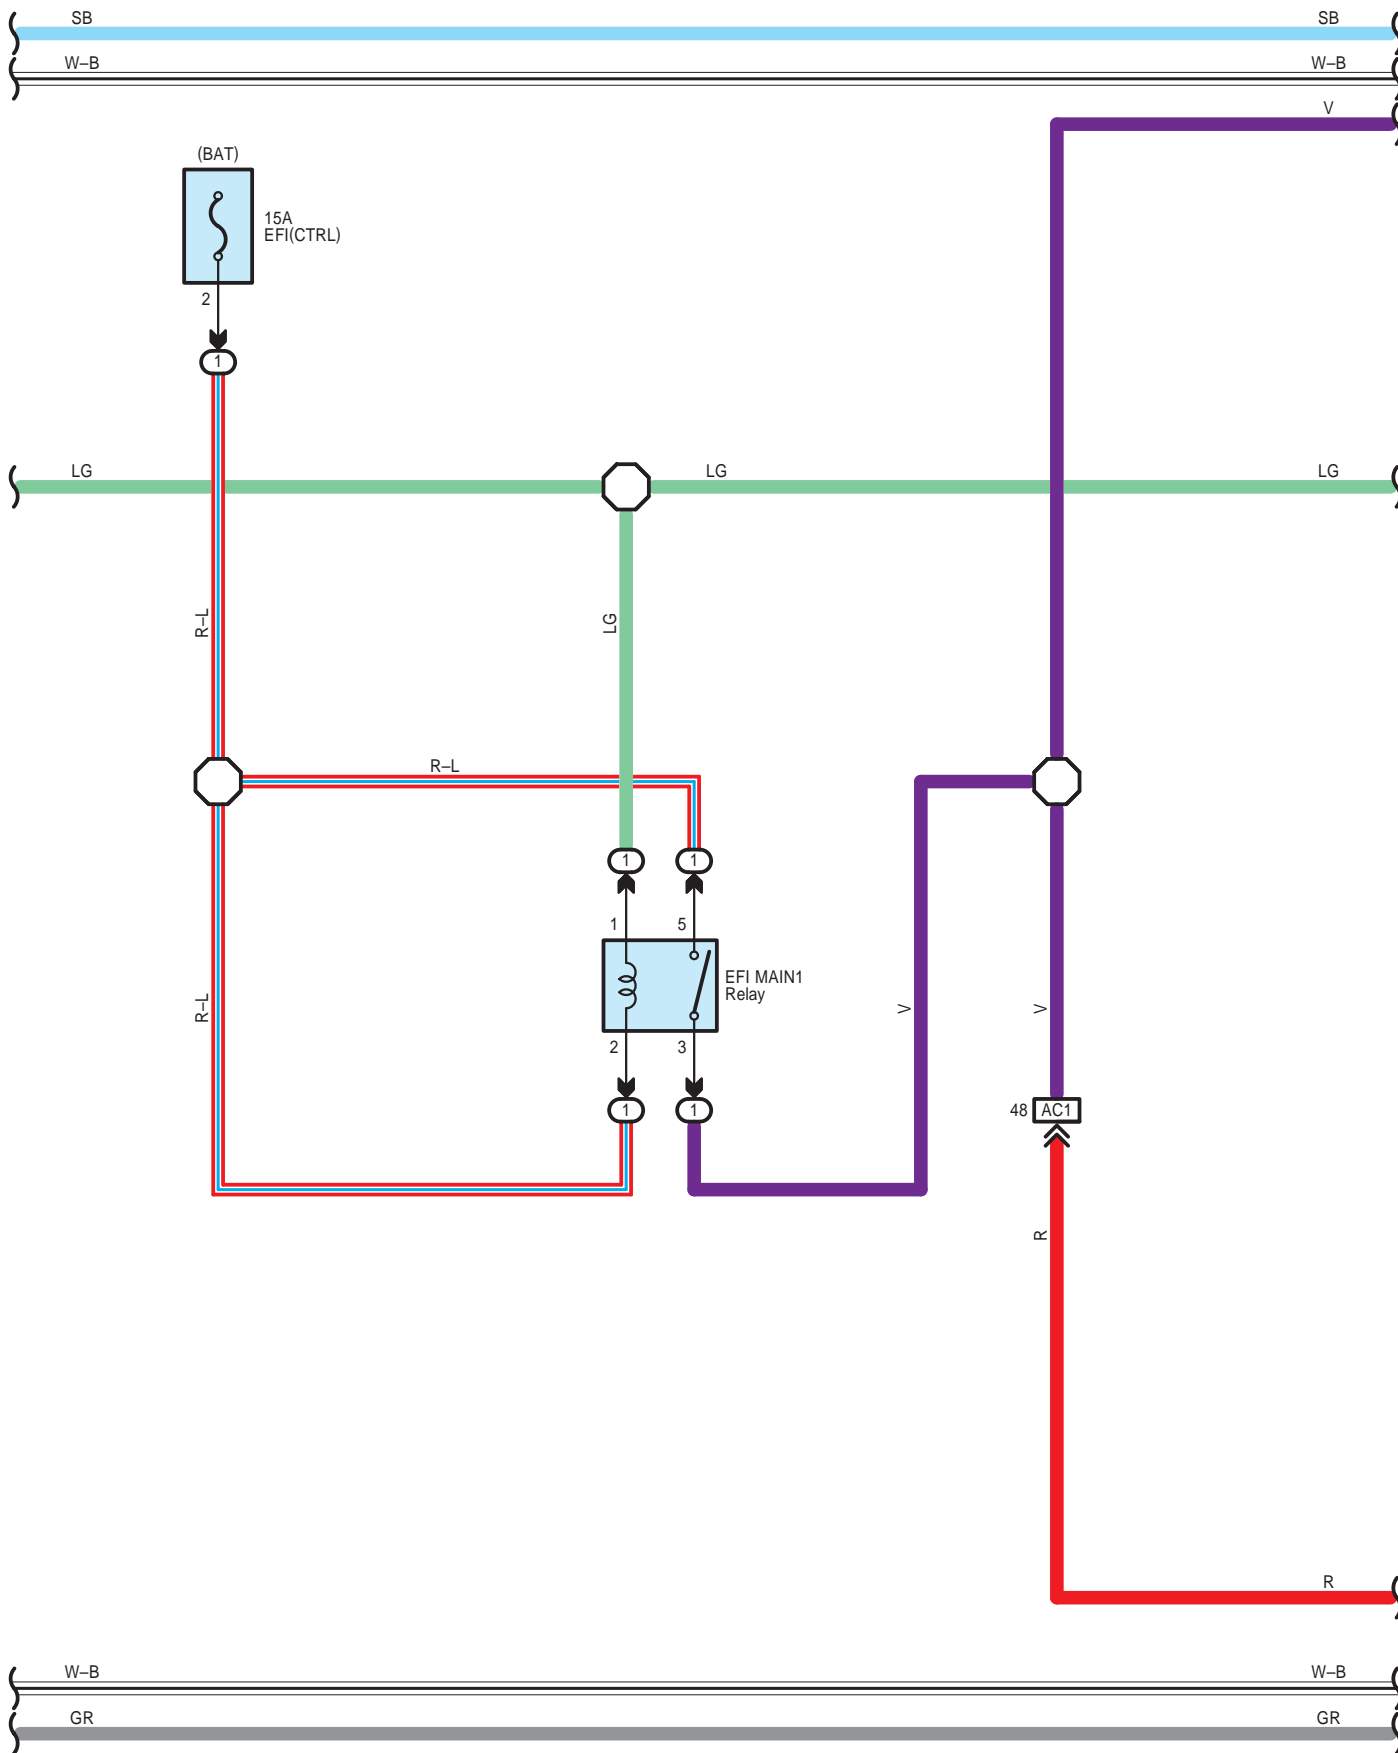 SB SB
W–B W–B
V
(BAT)
15A
EFI(CTRL)
2
1
LG LG LG
R–L
LG
R–L
1 1
1 5
EFI MAIN1
Relay
R–L
V
V
2 3
1 1
48 AC1
R
R
W–B W–B
GR GR